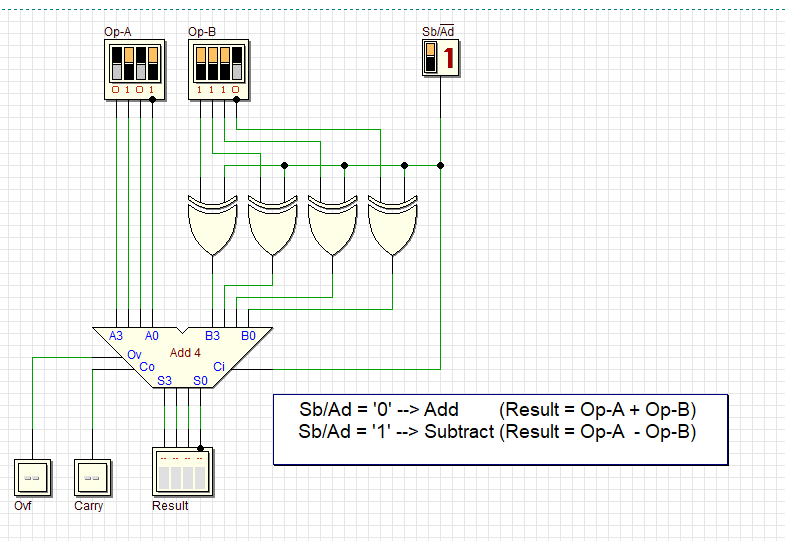 Op-A
Op-B
Sb/Ad
1
0 1 0 1
1 1 1 0
A3
A0
B3
B0
Ov
Add 4
Co
Ci
S3
S0
Sb/Ad = '0' --> Add (Result = Op-A + Op-B)
Sb/Ad = '1' --> Subtract (Result = Op-A - Op-B)
-- -- -- --
--
--
Ovf
Carry
Result